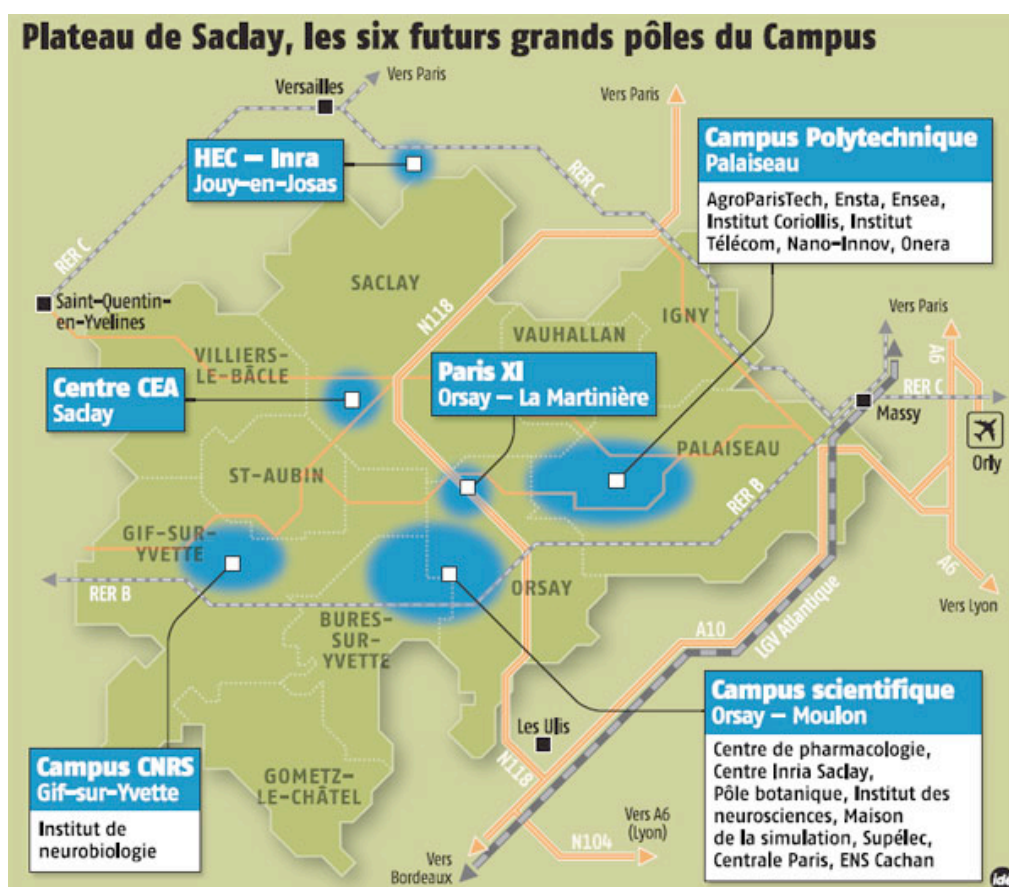 Plateau de Saclay, les six futurs grands pôles du Campus
Vers Paris
Versailles
Vers Paris
HEC – Inra
Jouy-en-Josas
Campus Polytechnique
Palaiseau
AgroParisTech, Ensta, Ensea,
Institut Coriollis, Institut
Télécom, Nano-Innov, Onera
RER C
RER C
SACLAY
Saint-Quentin-
en-Yvelines
N118
VAUHALLAN
IGNY
Vers Paris
A6
VILLIERS-
LE-BÂCLE
Centre CEA
Saclay
Paris XI
Orsay – La Martinière
RER C
Massy
Orly
ST-AUBIN
PALAISEAU
RER B
GIF-SUR-
YVETTE
RER B
ORSAY
A6
Vers Lyon
BURES-
SUR-
YVETTE
A10
LGV Atlantique
Les Ulis
N118
Campus scientifique
Orsay – Moulon
Centre de pharmacologie,
Centre Inria Saclay,
Pôle botanique, Institut des
neurosciences, Maison
de la simulation, Supélec,
Centrale Paris, ENS Cachan
Campus CNRS
Gif-sur-Yvette
Institut de
neurobiologie
GOMETZ-
LE-CHÂTEL
Vers A6
(Lyon)
N104
Vers
Bordeaux
idé